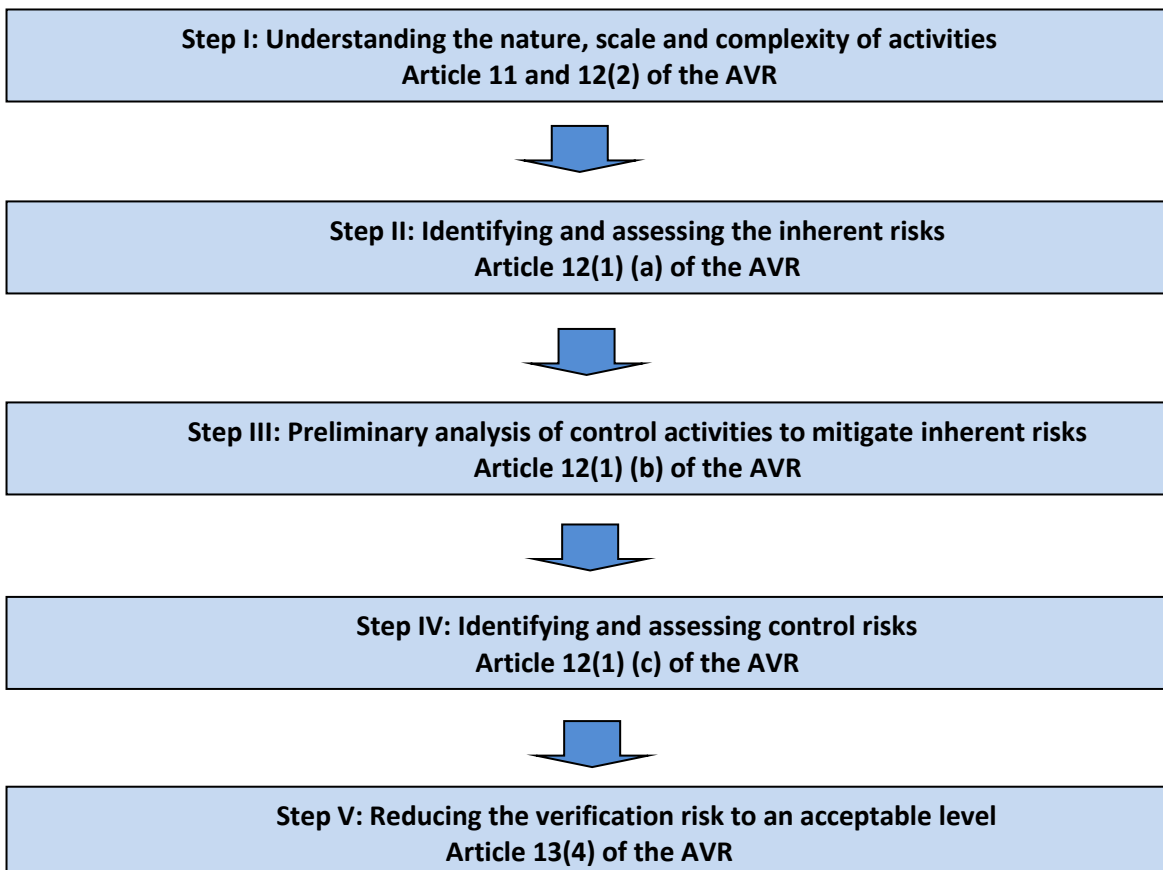 Step I: Understanding the nature, scale and complexity of activities
Article 11 and 12(2) of the AVR
Step II: Identifying and assessing the inherent risks
Article 12(1) (a) of the AVR
Step III: Preliminary analysis of control activities to mitigate inherent risks
Article 12(1) (b) of the AVR
Step IV: Identifying and assessing control risks
Article 12(1) (c) of the AVR
Step V: Reducing the verification risk to an acceptable level
Article 13(4) of the AVR